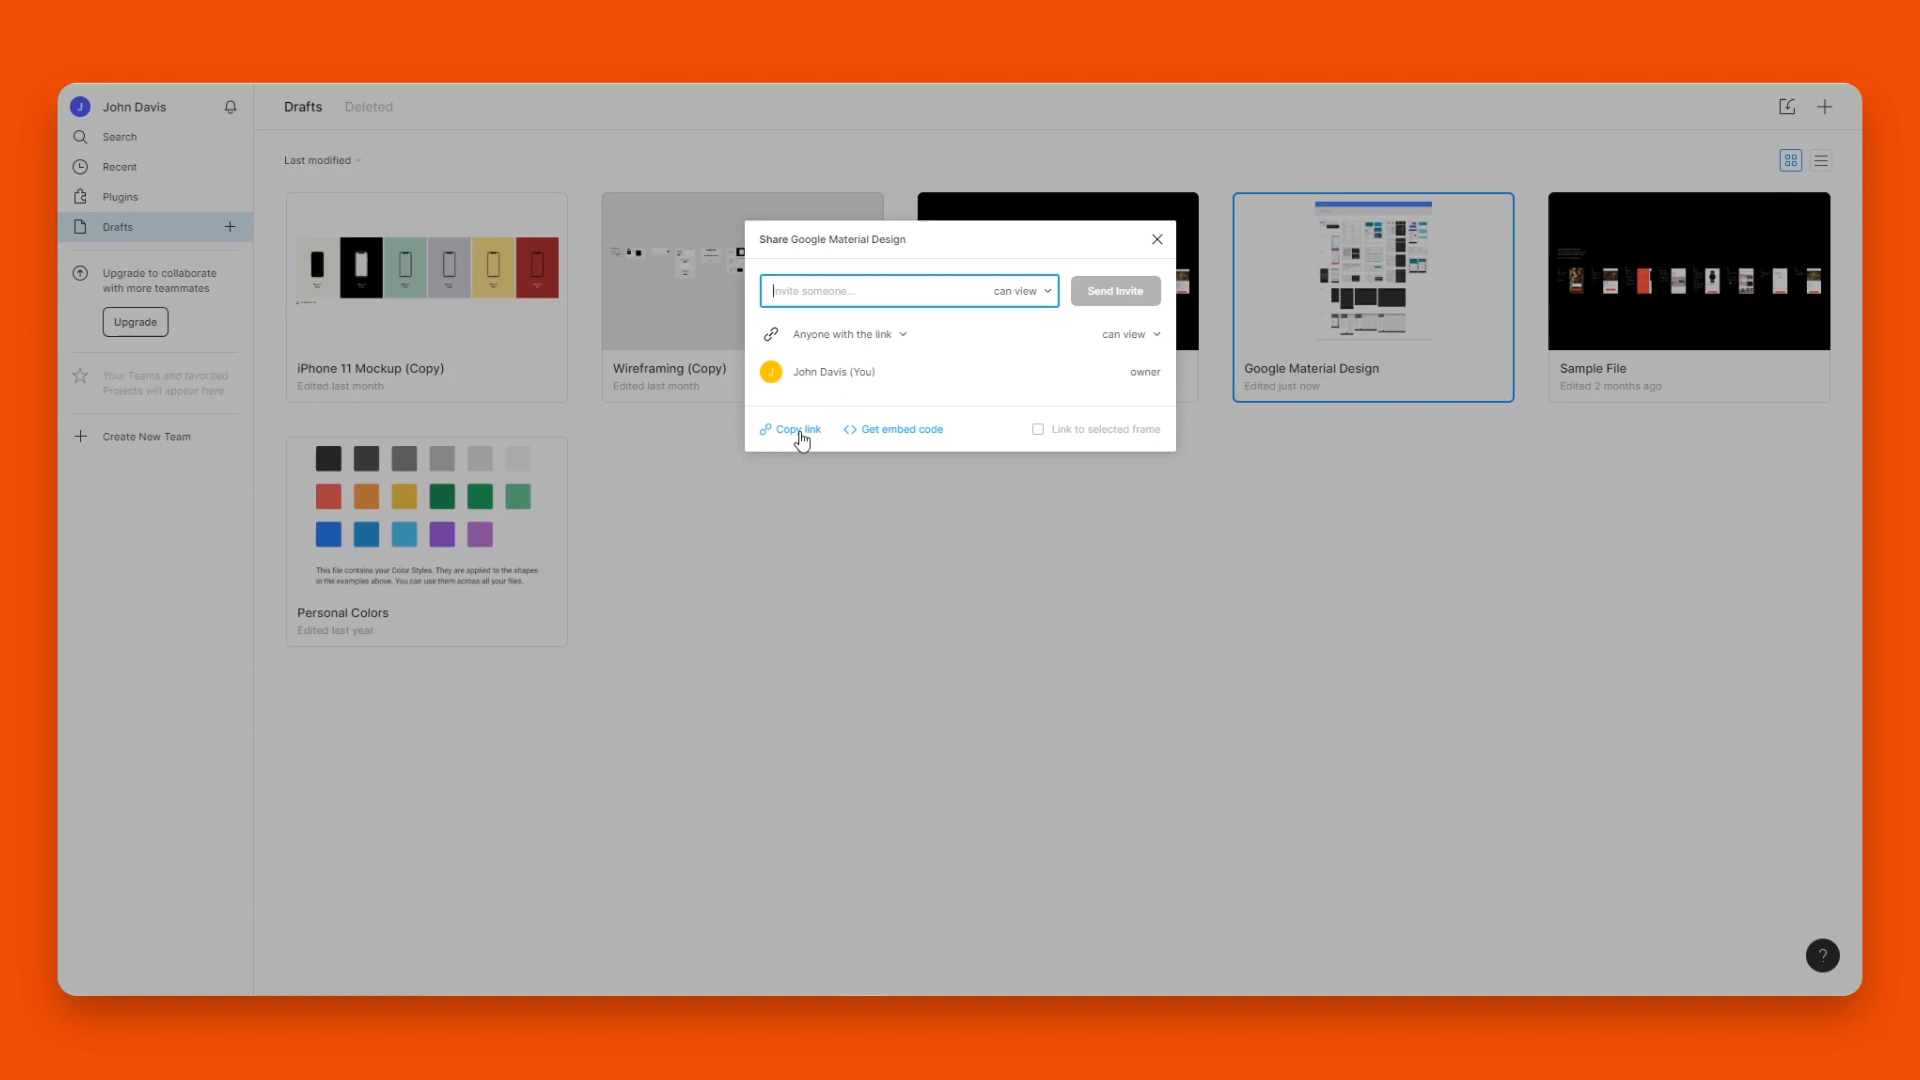 J John Davis
Search
Recent
Plugins
Drafts
Upgrade to collaborate
with more teammates
Upgrade
Your Teams and favorited
Projects will appear here
Create New Team
Drafts Deleted
Last modified
iPhone 11 Mockup (Copy)
Edited last month
Wireframing (Copy)
Edited last month
Google Material Design
Edited just now
Sample File
Edited 2 months ago
This file contains your Color Styles. They are applied to the shapes
in the examples above. You can use them across all your files.
Personal Colors
Edited last year
Share Google Material Design
Invite someone... can view Send Invite
Anyone with the link can view
J John Davis (You) owner
Copy link Get embed code Link to selected frame
?